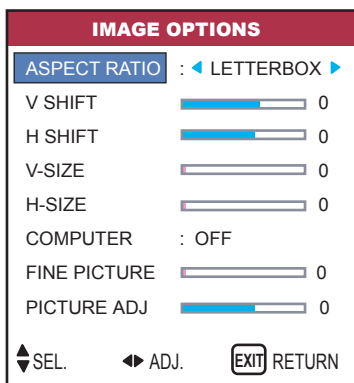 IMAGE OPTIONS
ASPECT RATIO : LETTERBOX
V SHIFT 0
H SHIFT 0
V-SIZE 0
H-SIZE 0
COMPUTER : OFF
FINE PICTURE 0
PICTURE ADJ 0
SEL. ADJ. EXIT RETURN